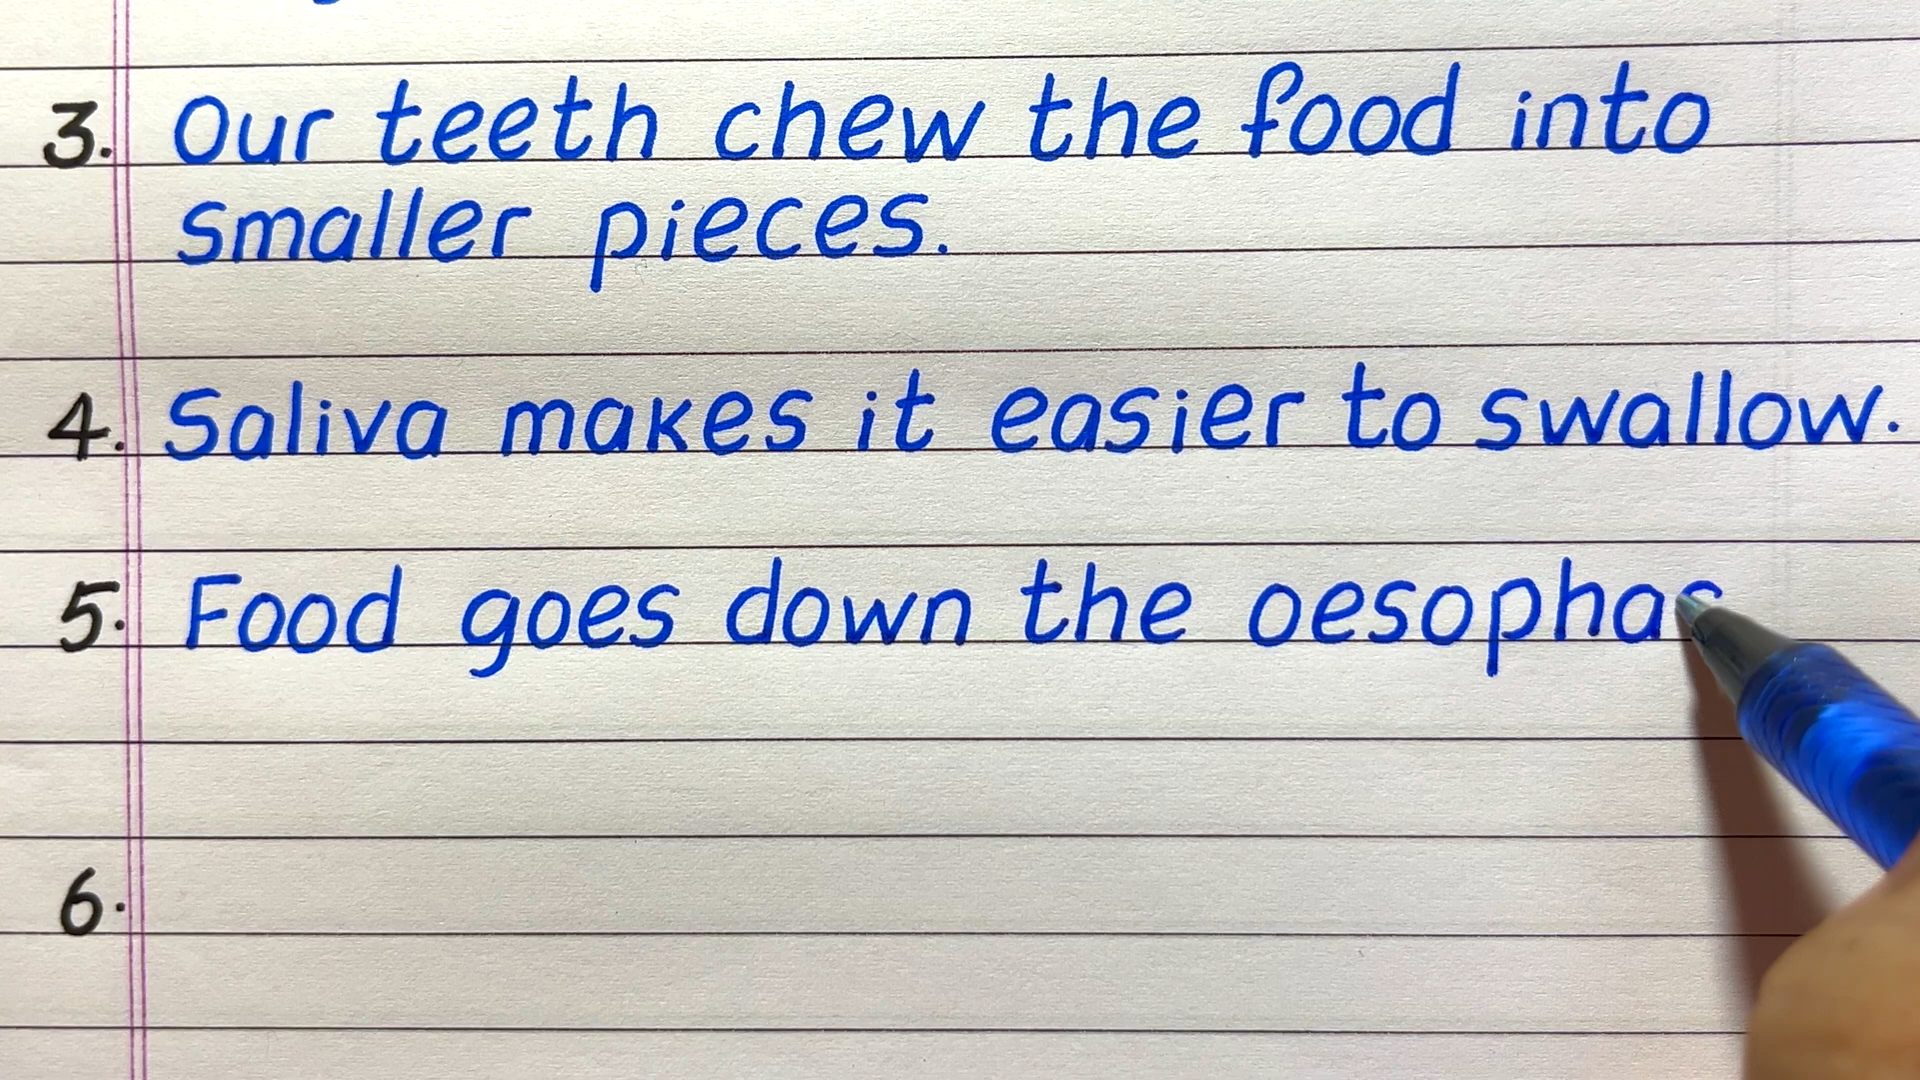 3. Our teeth chew the food into
smaller pieces.
4. Saliva makes it easier to swallow.
5. Food goes down the oesopha
6.